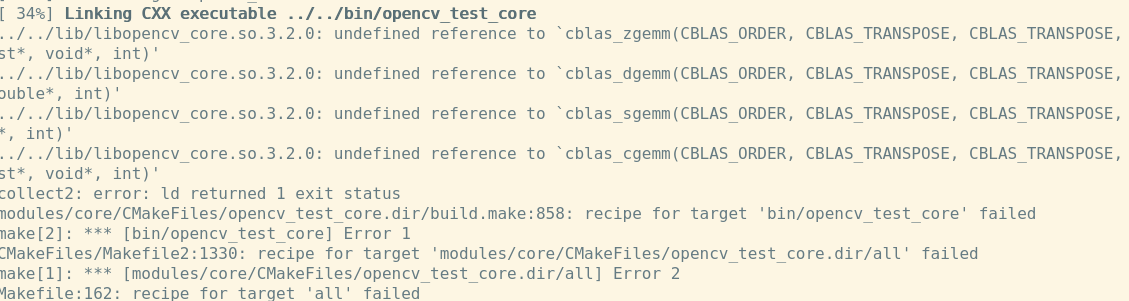 [ 34%] Linking CXX executable ../../bin/opencv_test_core
../../lib/libopencv_core.so.3.2.0: undefined reference to `cblas_zgemm(CBLAS_ORDER, CBLAS_TRANSPOSE, CBLAS_TRANSPOSE,
st*, void*, int)'
../../lib/libopencv_core.so.3.2.0: undefined reference to `cblas_dgemm(CBLAS_ORDER, CBLAS_TRANSPOSE, CBLAS_TRANSPOSE,
ouble*, int)'
../../lib/libopencv_core.so.3.2.0: undefined reference to `cblas_sgemm(CBLAS_ORDER, CBLAS_TRANSPOSE, CBLAS_TRANSPOSE,
*, int)'
../../lib/libopencv_core.so.3.2.0: undefined reference to `cblas_cgemm(CBLAS_ORDER, CBLAS_TRANSPOSE, CBLAS_TRANSPOSE,
st*, void*, int)'
collect2: error: ld returned 1 exit status
modules/core/CMakeFiles/opencv_test_core.dir/build.make:858: recipe for target 'bin/opencv_test_core' failed
make[2]: *** [bin/opencv_test_core] Error 1
CMakeFiles/Makefile2:1330: recipe for target 'modules/core/CMakeFiles/opencv_test_core.dir/all' failed
make[1]: *** [modules/core/CMakeFiles/opencv_test_core.dir/all] Error 2
Makefile:162: recipe for target 'all' failed